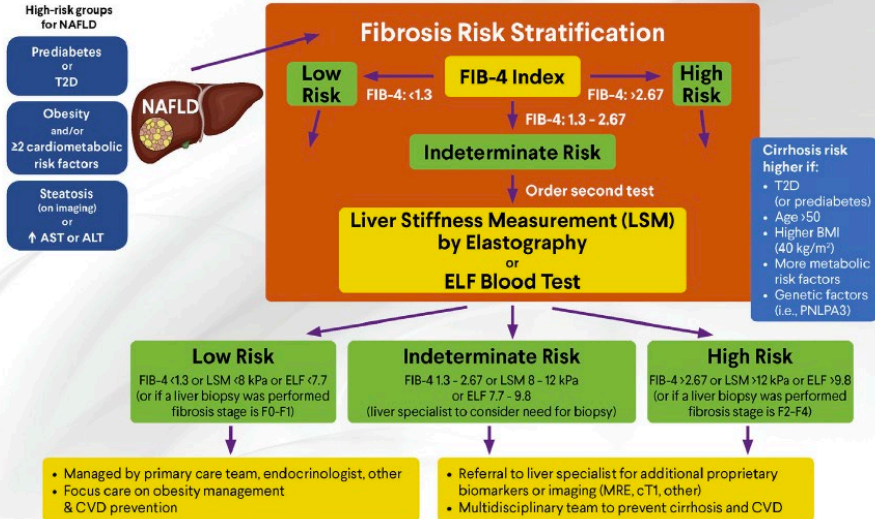 High-risk groups
for NAFLD
Prediabetes
or
T2D
Obesity
and/or
≥2 cardiometabolic
risk factors
Steatosis
(on imaging)
or
↑ AST or ALT
NAFLD
Fibrosis Risk Stratification
Low
Risk
FIB-4: <1.3
FIB-4 Index
FIB-4: >2.67
High
Risk
FIB-4: 1.3 - 2.67
Indeterminate Risk
Order second test
Liver Stiffness Measurement (LSM)
by Elastography
or
ELF Blood Test
Cirrhosis risk
higher if:
• T2D
(or prediabetes)
• Age >50
• Higher BMI
(40 kg/m²)
• More metabolic
risk factors
• Genetic factors
(i.e., PNLPA3)
Low Risk
FIB-4 <1.3 or LSM <8 kPa or ELF <7.7
(or if a liver biopsy was performed
fibrosis stage is F0-F1)
Indeterminate Risk
FIB-4 1.3 - 2.67 or LSM 8 - 12 kPa
or ELF 7.7 - 9.8
(liver specialist to consider need for biopsy)
High Risk
FIB-4 >2.67 or LSM >12 kPa or ELF >9.8
(or if a liver biopsy was performed
fibrosis stage is F2-F4)
• Managed by primary care team, endocrinologist, other
• Focus care on obesity management
& CVD prevention
• Referral to liver specialist for additional proprietary
biomarkers or imaging (MRE, cT1, other)
• Multidisciplinary team to prevent cirrhosis and CVD